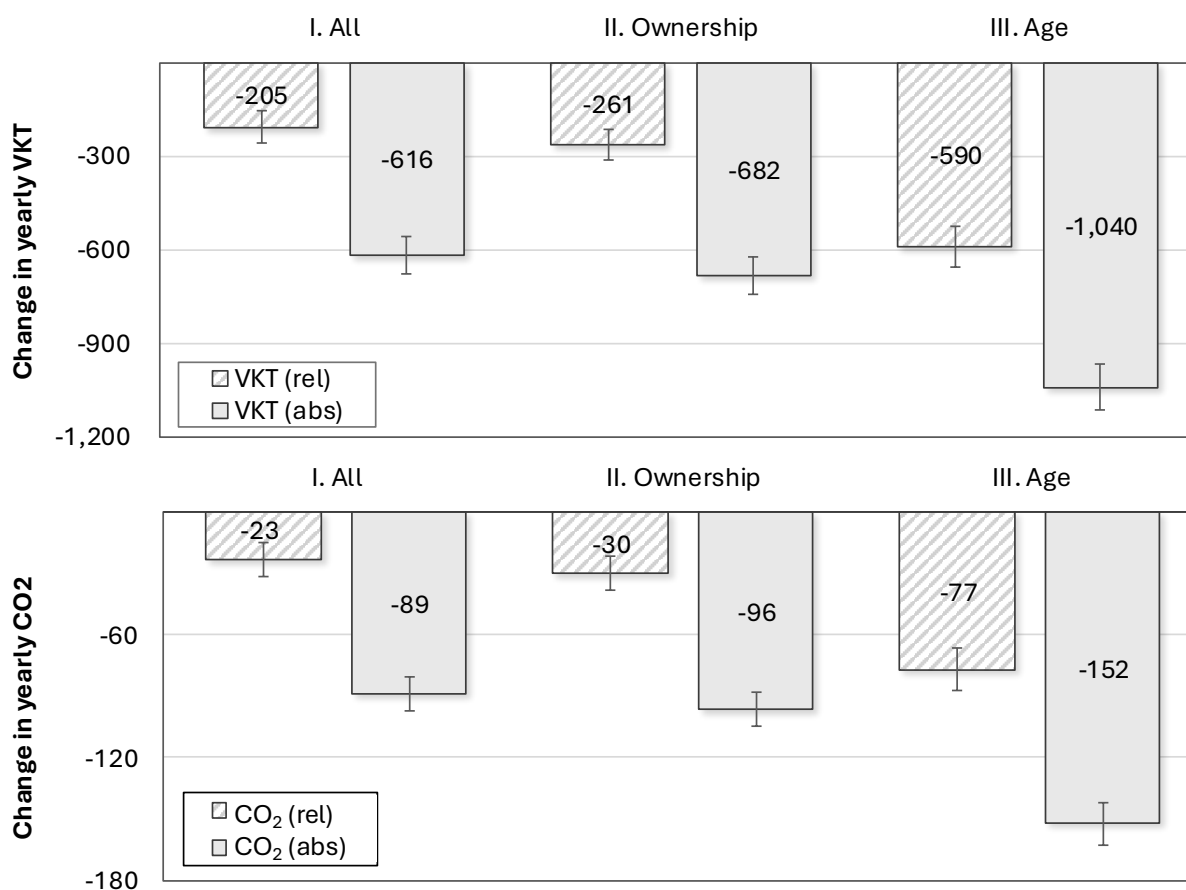 I. All II. Ownership III. Age
-205 -261
-300 -616 -682 -590
-600 -1,040
-900
VKT (rel)
VKT (abs)
-1,200
Change in yearly VKT
I. All II. Ownership III. Age
-23 -30
-89 -96 -77
-60 -152
-120
CO₂ (rel)
CO₂ (abs)
-180
Change in yearly CO2